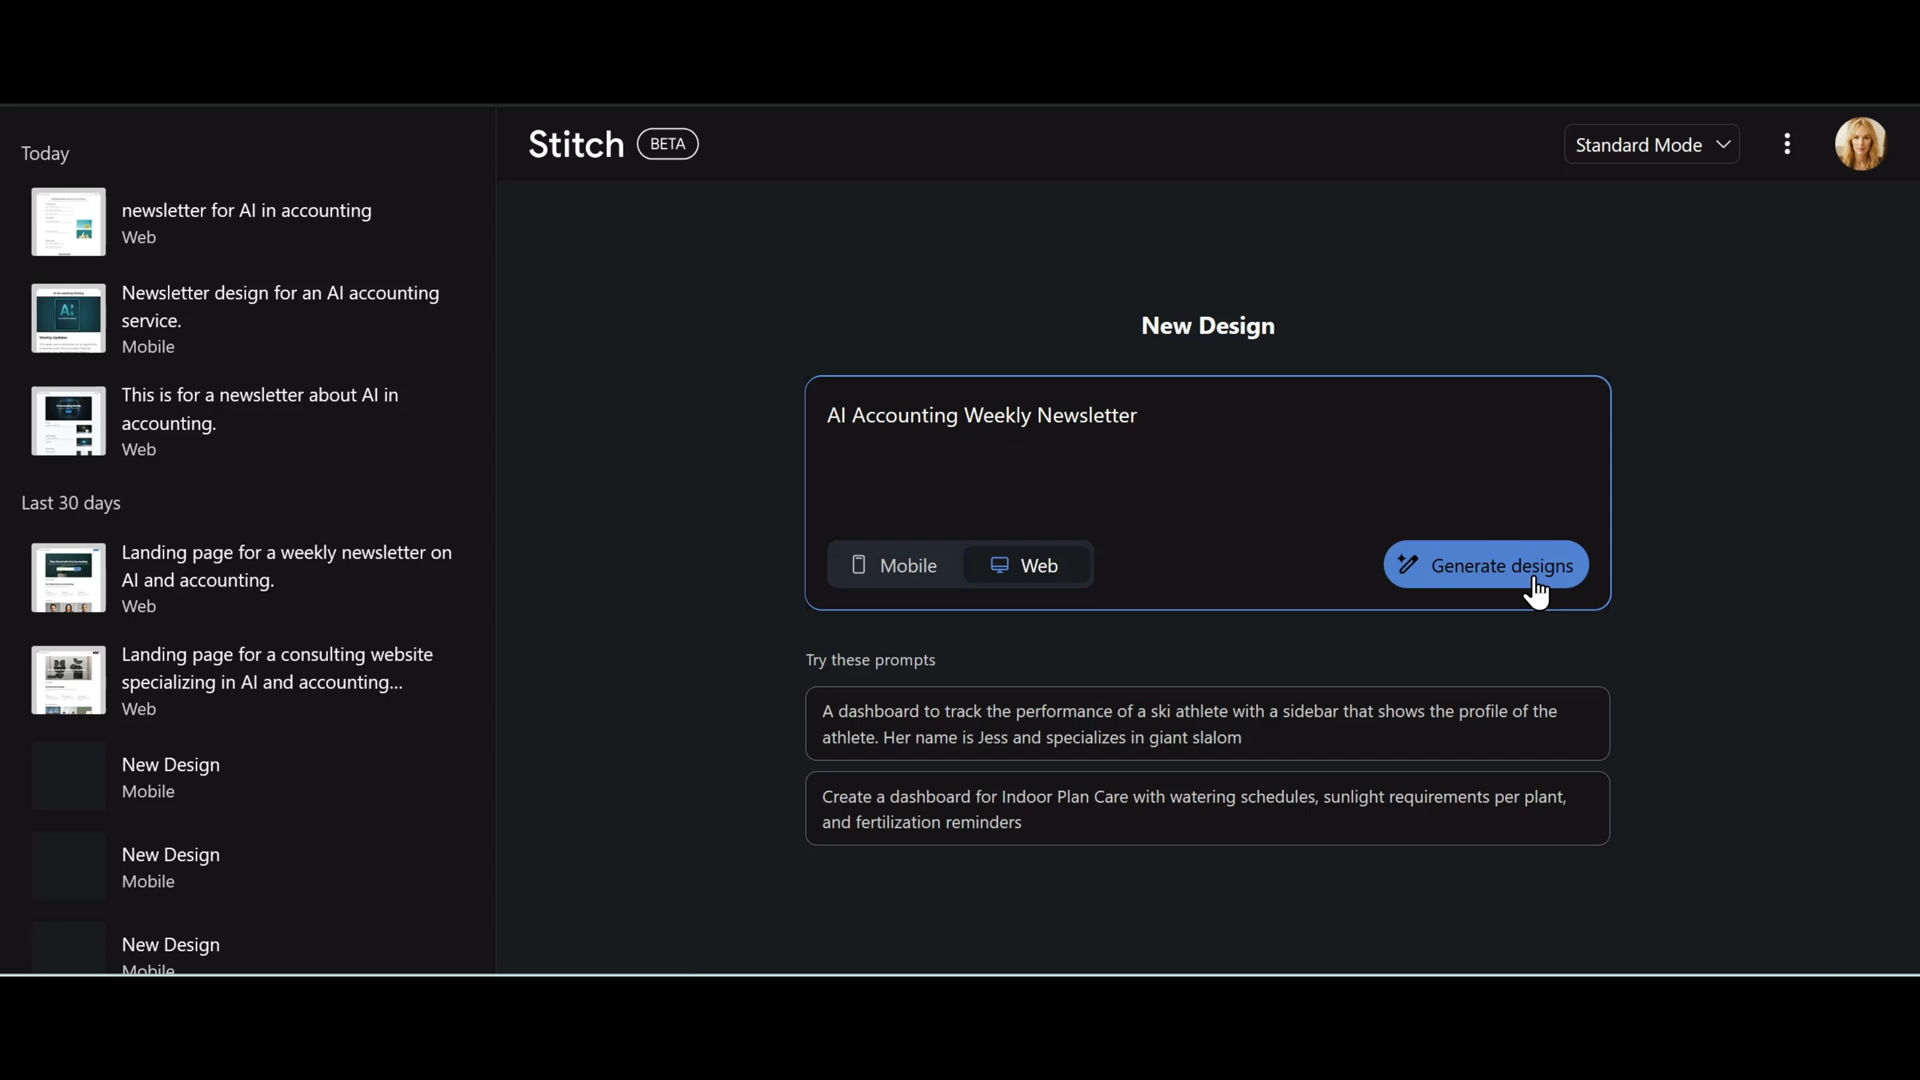 Today
newsletter for AI in accounting
Web
Newsletter design for an AI accounting
service.
Mobile
This is for a newsletter about AI in
accounting.
Web
Last 30 days
Landing page for a weekly newsletter on
AI and accounting.
Web
Landing page for a consulting website
specializing in AI and accounting...
Web
New Design
Mobile
New Design
Mobile
New Design
Mobile
Stitch BETA
Standard Mode
New Design
AI Accounting Weekly Newsletter
Mobile Web Generate designs
Try these prompts
A dashboard to track the performance of a ski athlete with a sidebar that shows the profile of the
athlete. Her name is Jess and specializes in giant slalom
Create a dashboard for Indoor Plan Care with watering schedules, sunlight requirements per plant,
and fertilization reminders